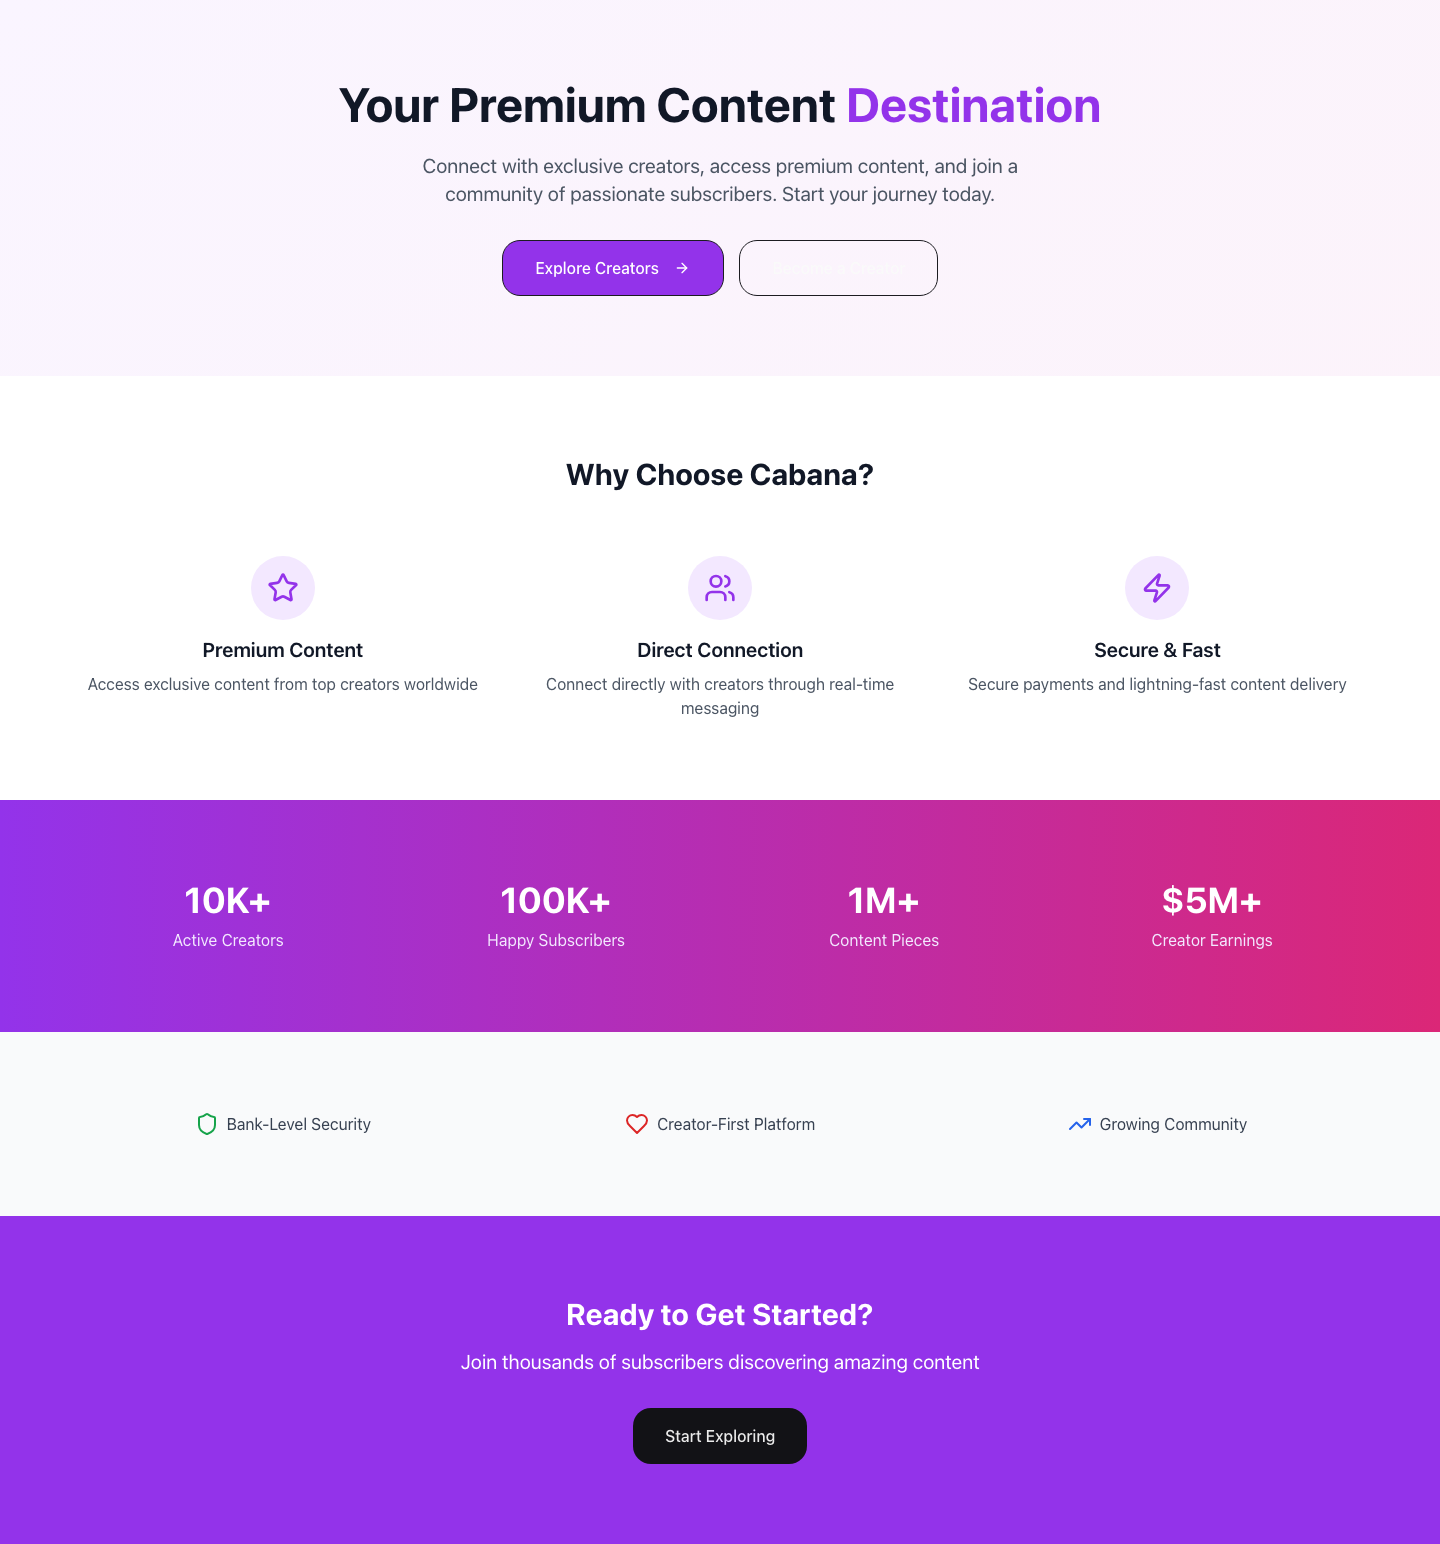 Your Premium Content Destination
Connect with exclusive creators, access premium content, and join a
community of passionate subscribers. Start your journey today.
Explore Creators
Why Choose Cabana?
Premium Content
Access exclusive content from top creators worldwide
Direct Connection
Connect directly with creators through real-time
messaging
Secure & Fast
Secure payments and lightning-fast content delivery
10K+
Active Creators
100K+
Happy Subscribers
1M+
Content Pieces
$5M+
Creator Earnings
Bank-Level Security
Creator-First Platform
Growing Community
Ready to Get Started?
Join thousands of subscribers discovering amazing content
Start Exploring